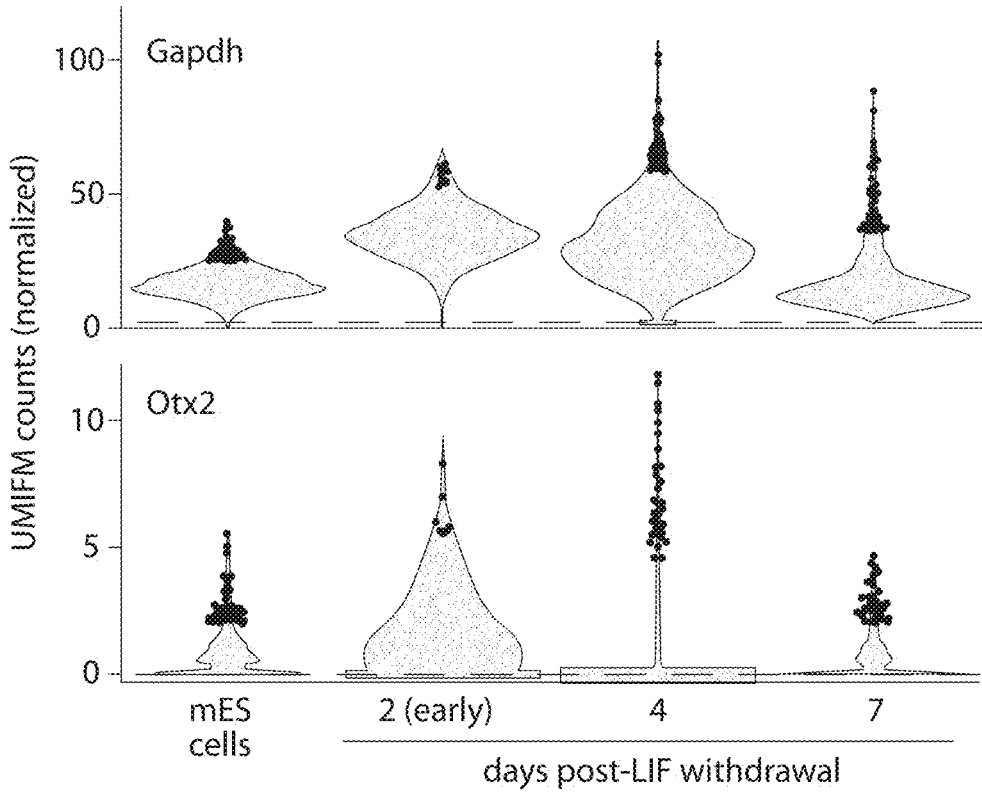 Gapdh
100
50
0
UMIFM counts (normalized)
Otx2
10
5
0
mES
cells
2 (early)
4
7
days post-LIF withdrawal